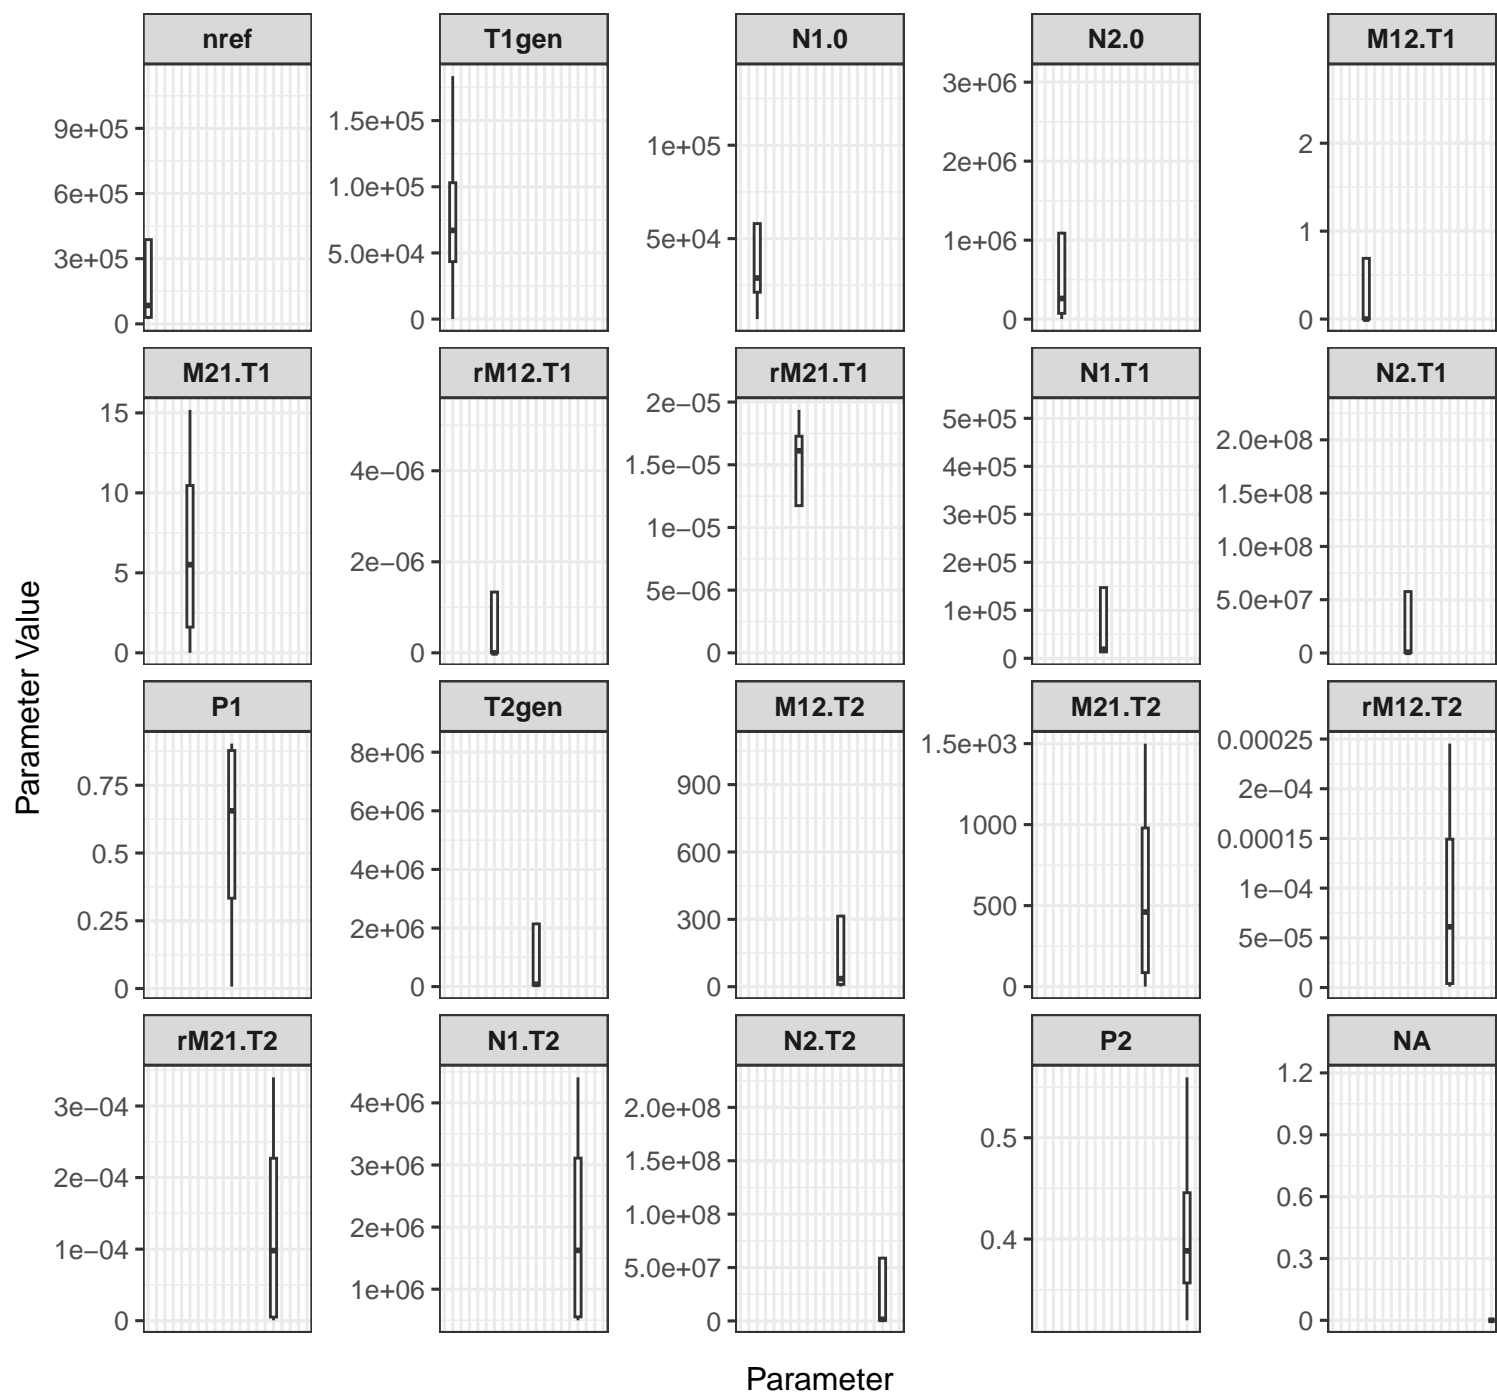 nref T1gen N1.0 N2.0 M12.T1
9e+05
6e+05
3e+05
0
1.5e+05
1.0e+05
5.0e+04
0
1e+05
5e+04
3e+06
2e+06
1e+06
0
2
1
0
M21.T1 rM12.T1 rM21.T1 N1.T1 N2.T1
15
10
5
0
4e−06
2e−06
0
2e−05
1.5e−05
1e−05
5e−06
0
5e+05
4e+05
3e+05
2e+05
1e+05
0
2.0e+08
1.5e+08
1.0e+08
5.0e+07
0
P1 T2gen M12.T2 M21.T2 rM12.T2
0.75
0.5
0.25
0
8e+06
6e+06
4e+06
2e+06
0
900
600
300
0
1.5e+03
1000
500
0
0.00025
2e−04
0.00015
1e−04
5e−05
0
rM21.T2 N1.T2 N2.T2 P2 NA
3e−04
2e−04
1e−04
0
4e+06
3e+06
2e+06
1e+06
2.0e+08
1.5e+08
1.0e+08
5.0e+07
0
0.5
0.4
1.2
0.9
0.6
0.3
0
Parameter Value
Parameter